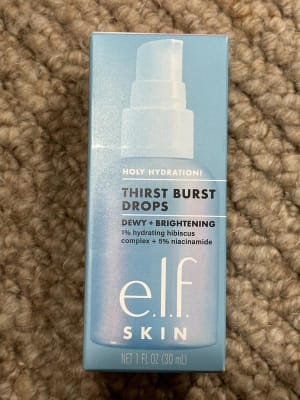 HOLY HYDRATION!
THIRST BURST
DROPS
DEWY + BRIGHTENING
1% hydrating hibiscus
complex + 5% niacinamide
e.l.f.
SKIN
NET 1 FL OZ (30 mL)